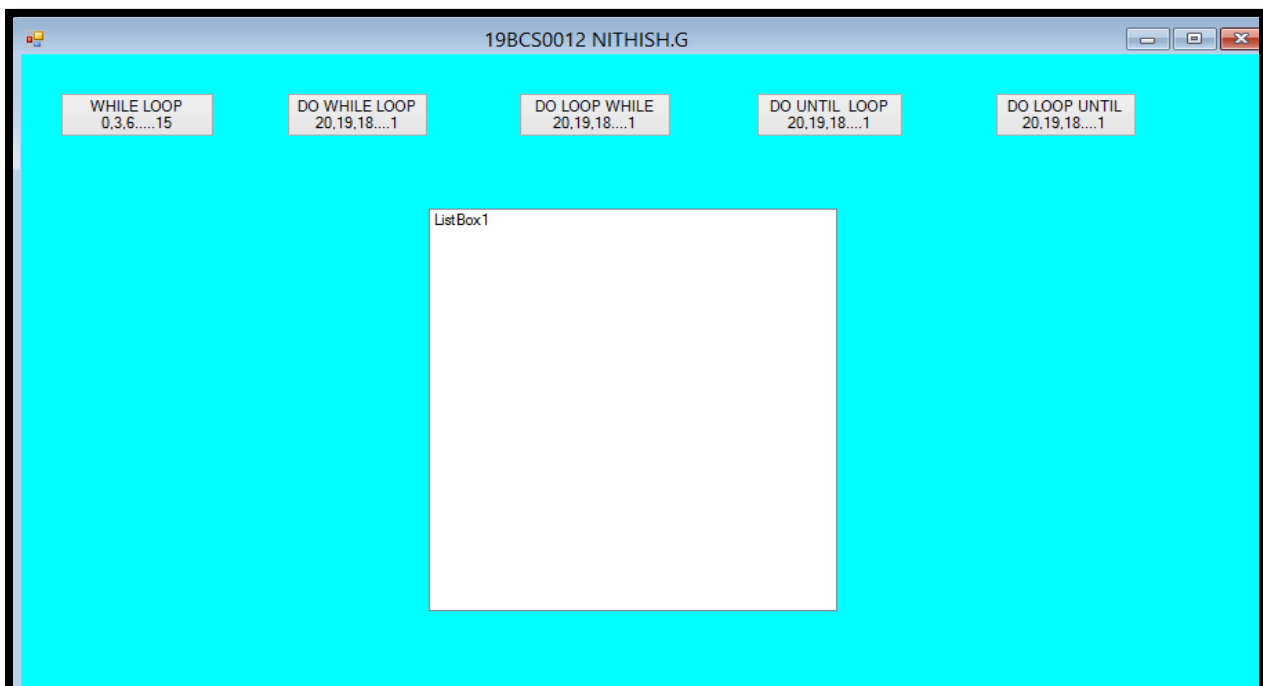 19BCS0012 NITHISH.G
WHILE LOOP
0,3,6.....15
DO WHILE LOOP
20,19,18....1
DO LOOP WHILE
20,19,18....1
DO UNTIL  LOOP
20,19,18....1
DO LOOP UNTIL
20,19,18....1
ListBox1